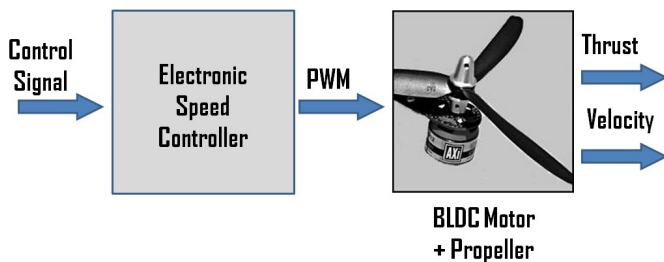 Control
Signal
Electronic
Speed
Controller
PWM
AXi
Thrust
Velocity
BLDC Motor
+ Propeller